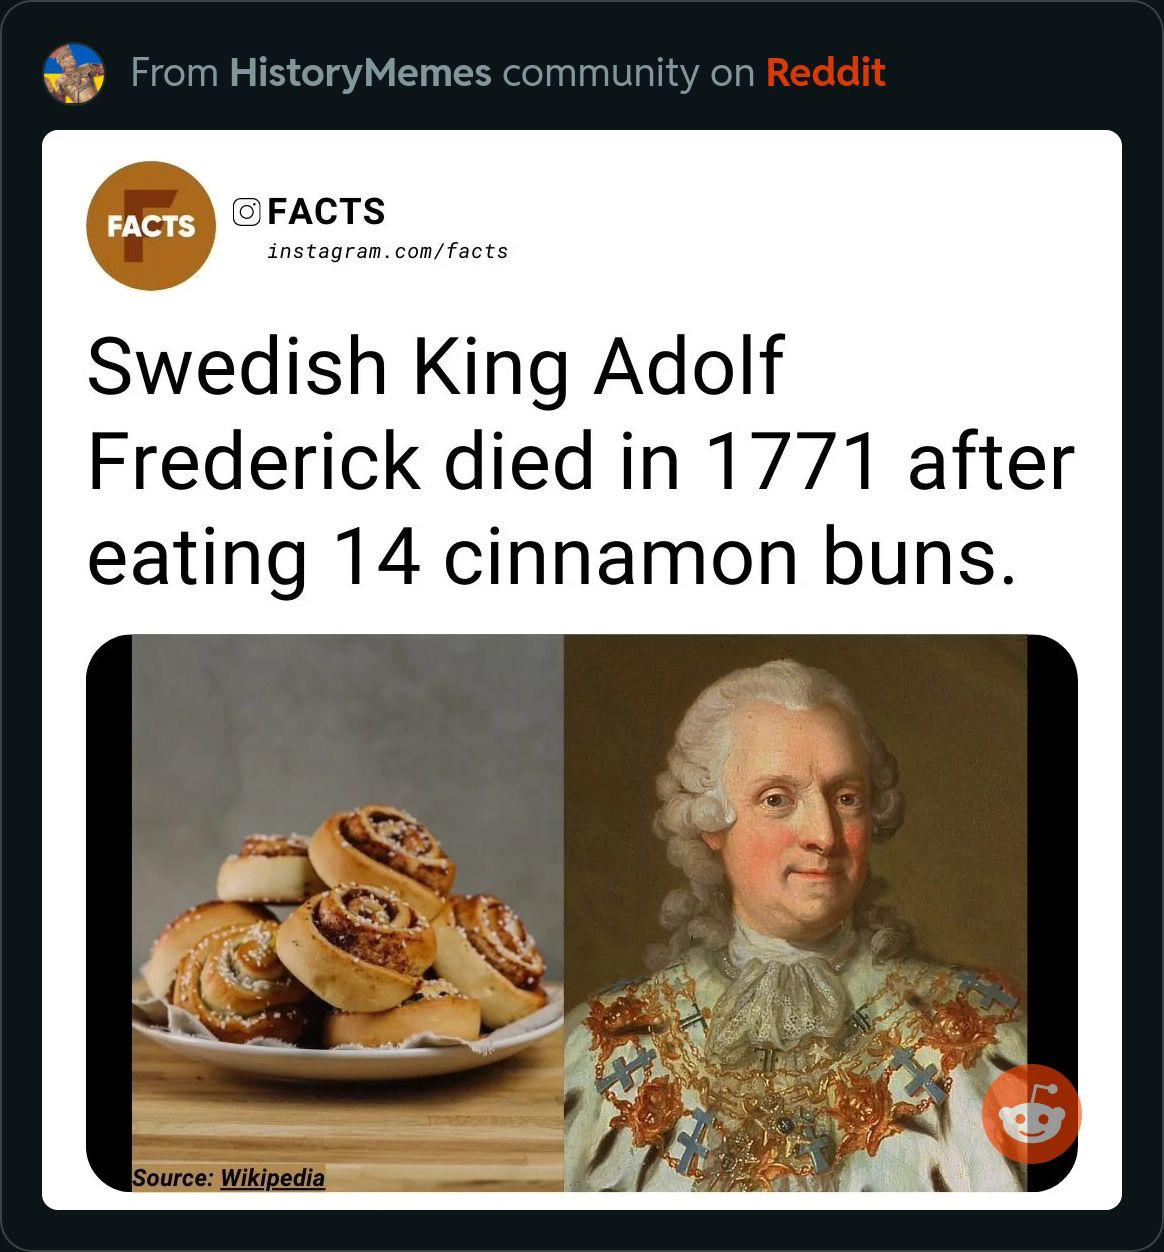 From HistoryMemes community on Reddit
FACTS
FACTS
instagram.com/facts
Swedish King Adolf
Frederick died in 1771 after
eating 14 cinnamon buns.
Source: Wikipedia